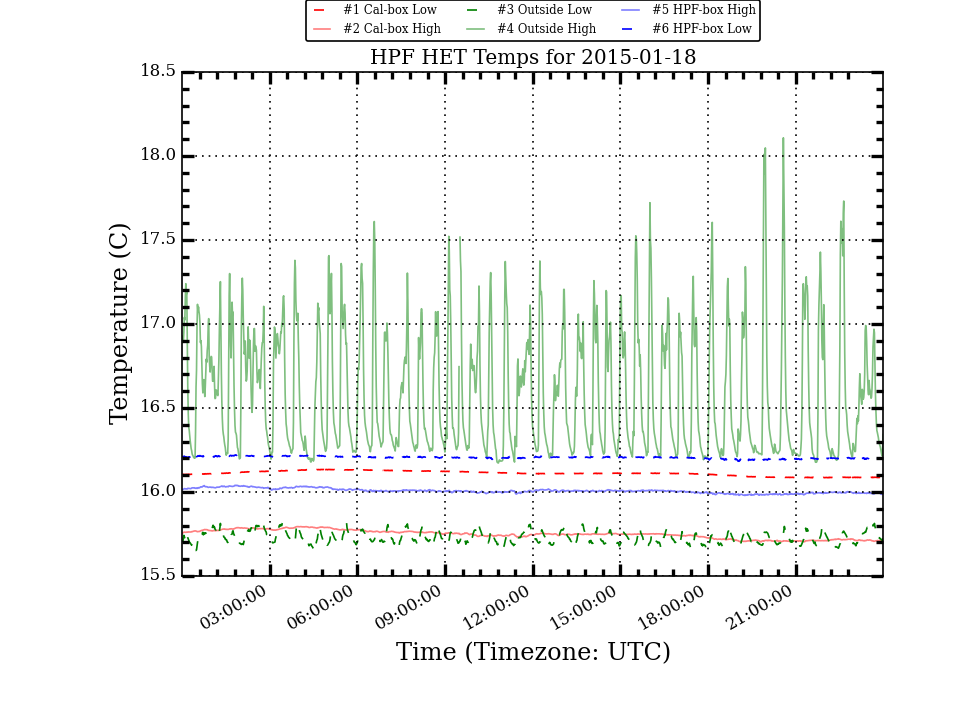 #1 Cal-box Low #3 Outside Low #5 HPF-box High
#2 Cal-box High #4 Outside High #6 HPF-box Low
HPF HET Temps for 2015-01-18
18.5
18.0
17.5
17.0
16.5
16.0
15.5
Temperature (C)
03:00:00 06:00:00 09:00:00 12:00:00 15:00:00 18:00:00 21:00:00
Time (Timezone: UTC)